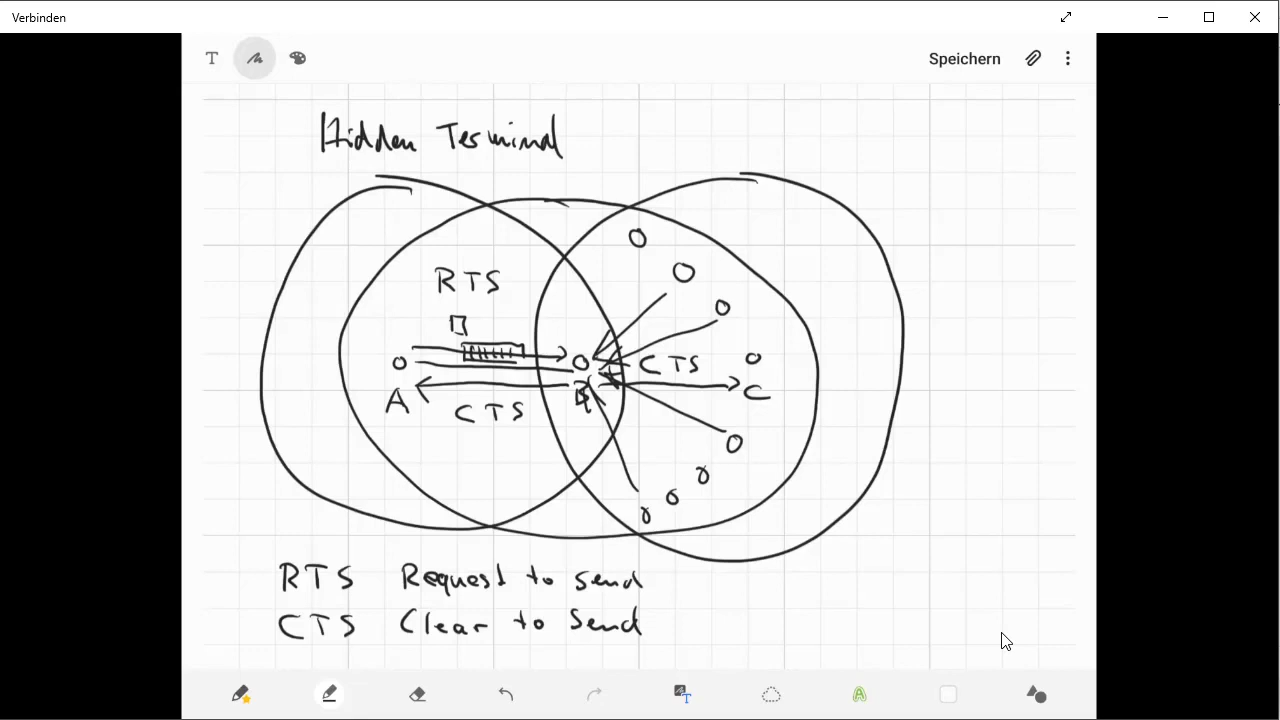 Verbinden
T
Speichern
Hidden Terminal
RTS
CTS
A
B
C
CTS
RTS Request to send
CTS Clear to Send
T
A